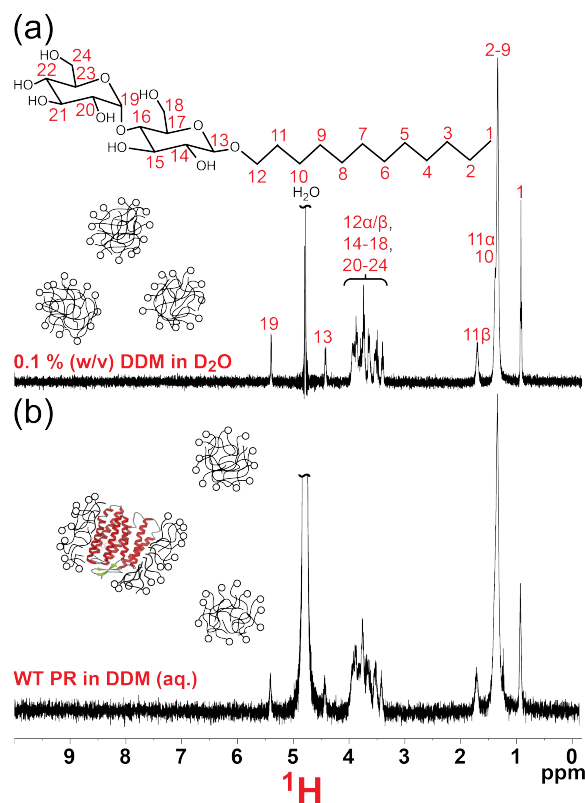 (a)
24
HO
22
23
HO
O
19
18
HO
HO
21
20
OH
O
16
17
HO
O
13
O
15
14
OH
11
9
7
5
3
1
12
10
8
6
4
2
H₂O
2-9
12α/β,
14-18,
20-24
11α
10
1
19
13
11β
0.1 % (w/v) DDM in D₂O
(b)
WT PR in DDM (aq.)
9
8
7
6
5
4
3
2
1
0
ppm
¹H